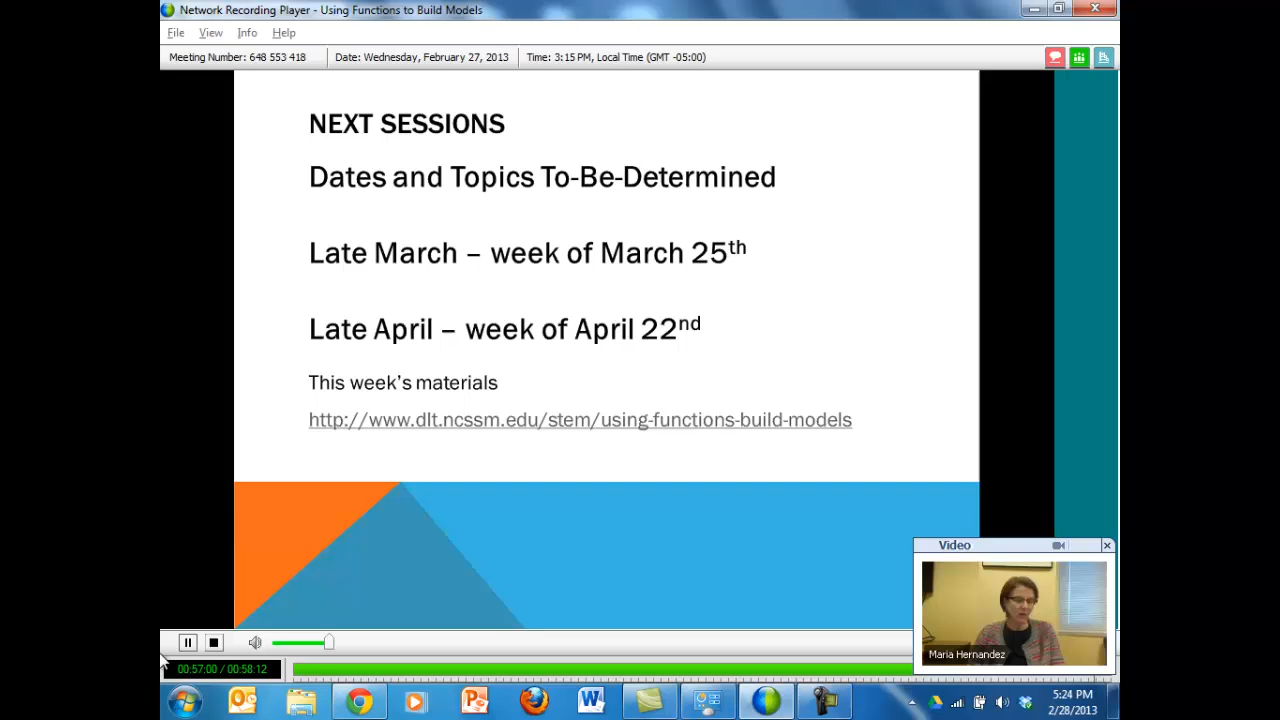 Network Recording Player - Using Functions to Build Models
File View Info Help
Meeting Number: 648 553 418 Date: Wednesday, February 27, 2013 Time: 3:15 PM, Local Time (GMT -05:00)
NEXT SESSIONS
Dates and Topics To-Be-Determined
Late March – week of March 25th
Late April – week of April 22nd
This week's materials
http://www.dlt.ncssm.edu/stem/using-functions-build-models
Video
Maria Hernandez
00:57:00 / 00:58:12
5:24 PM
2/28/2013